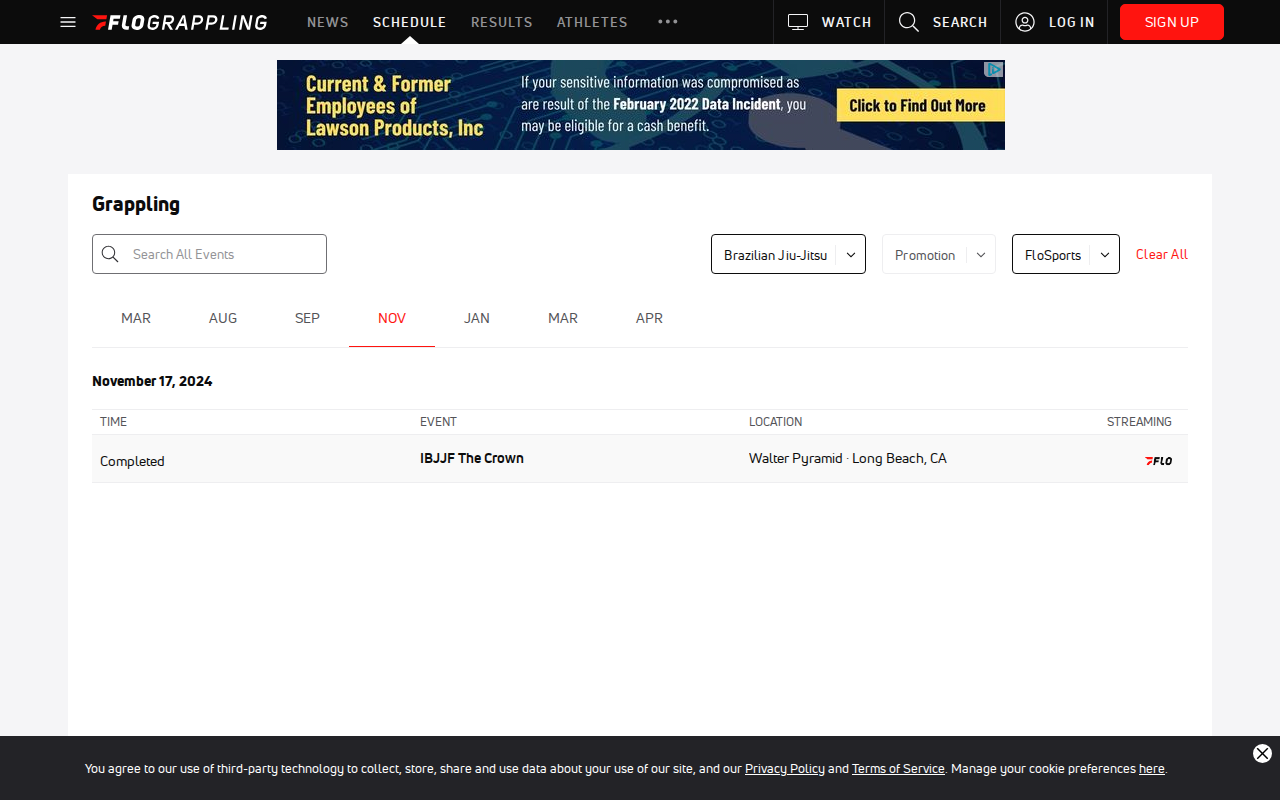 FLOGRAPPLING NEWS SCHEDULE RESULTS ATHLETES WATCH SEARCH LOG IN SIGN UP
Current & Former
Employees of
Lawson Products, Inc
If your sensitive information was compromised as
are result of the February 2022 Data Incident, you
may be eligible for a cash benefit.
Click to Find Out More
Grappling
Search All Events Brazilian Jiu-Jitsu Promotion FloSports Clear All
MAR AUG SEP NOV JAN MAR APR
November 17, 2024
TIME EVENT LOCATION STREAMING
Completed IBJJF The Crown Walter Pyramid · Long Beach, CA FLO
You agree to our use of third-party technology to collect, store, share and use data about your use of our site, and our Privacy Policy and Terms of Service. Manage your cookie preferences here.